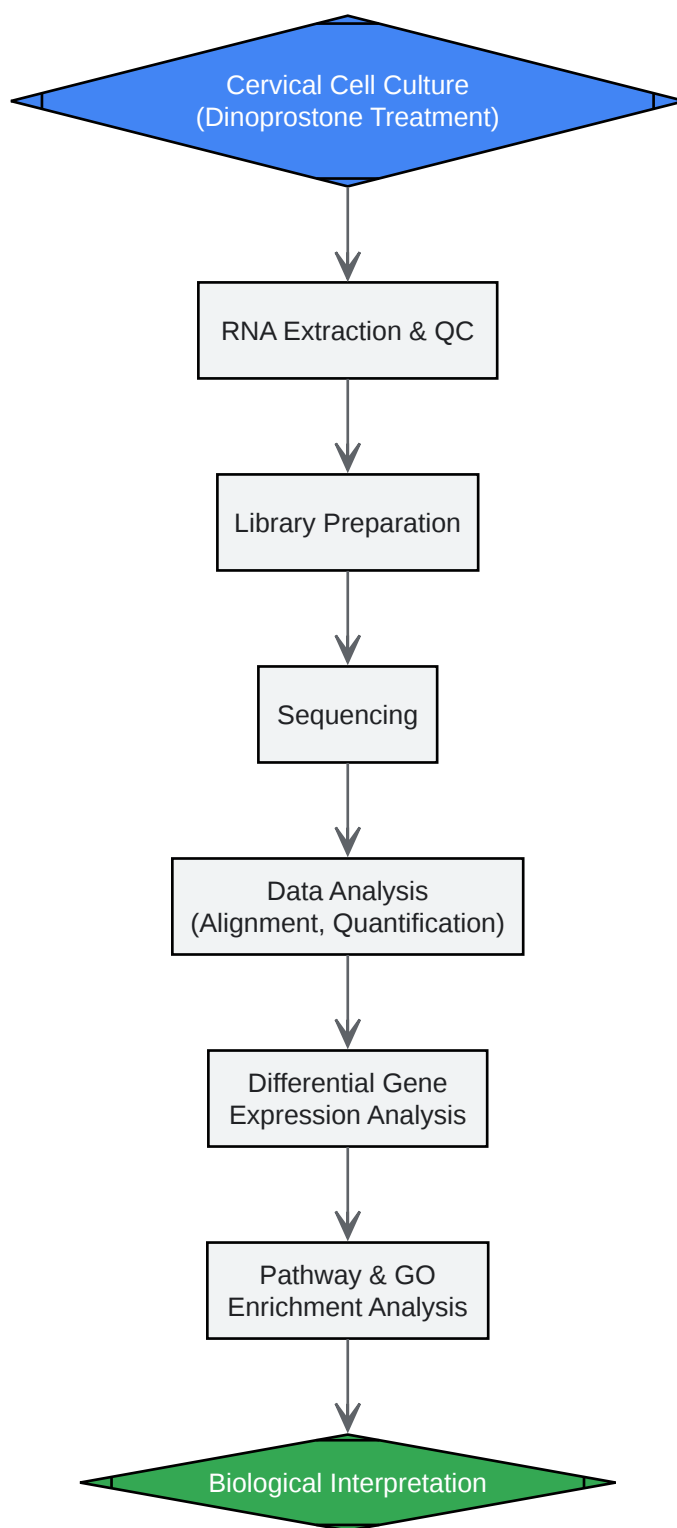 Cervical Cell Culture
(Dinoprostone Treatment)
RNA Extraction & QC
Library Preparation
Sequencing
Data Analysis
(Alignment, Quantification)
Differential Gene
Expression Analysis
Pathway & GO
Enrichment Analysis
Biological Interpretation